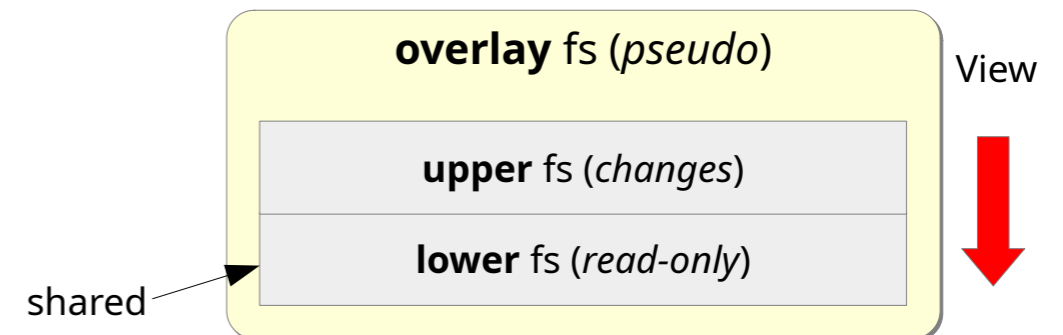 overlay fs (pseudo)
View
upper fs (changes)
lower fs (read-only)
shared